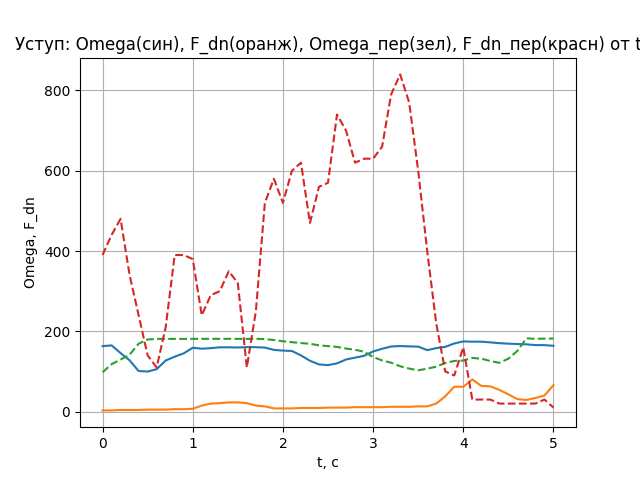 Уступ: Omega(син), F_dn(оранж), Omega_пер(зел), F_dn_пер(красн) от t
800
600
400
200
0
Omega, F_dn
0 1 2 3 4 5
t, с